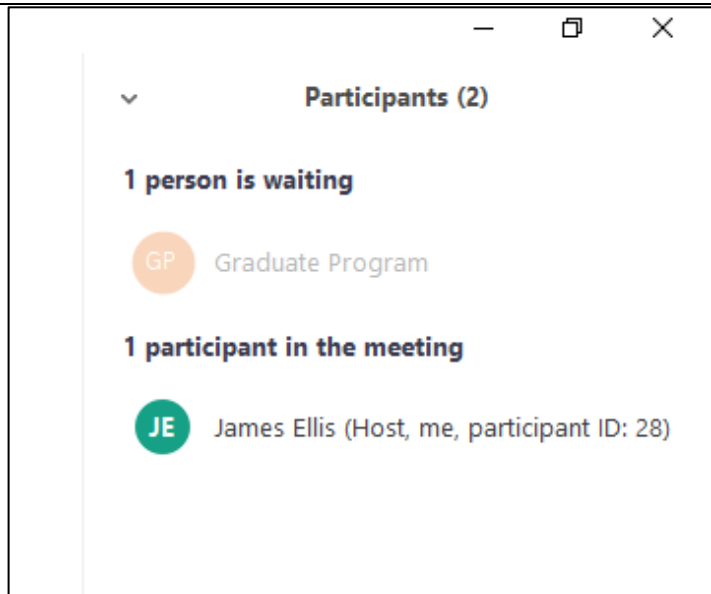 Participants (2)
1 person is waiting
GP Graduate Program
1 participant in the meeting
JE James Ellis (Host, me, participant ID: 28)